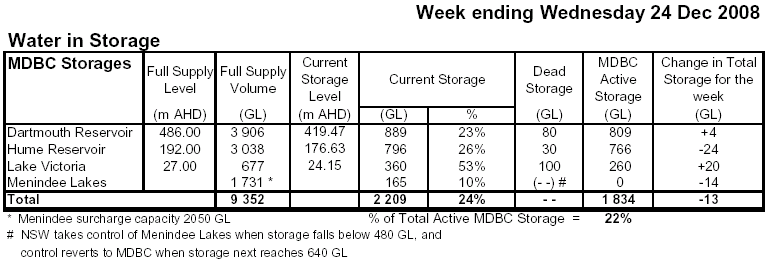 Week ending Wednesday 24 Dec 2008
Water in Storage
MDBC Storages Full Supply Level Full Supply Volume Current Storage Level Current Storage Dead Storage MDBC Active Storage Change in Total Storage for the week
(m AHD) (GL) (m AHD) (GL) % (GL) (GL) (GL)
Dartmouth Reservoir 486.00 3 906 419.47 889 23% 80 809 +4
Hume Reservoir 192.00 3 038 176.63 796 26% 30 766 -24
Lake Victoria 27.00 677 24.15 360 53% 100 260 +20
Menindee Lakes 1 731 * 165 10% (- -) # 0 -14
Total 9 352 2 209 24% - - 1 834 -13
* Menindee surcharge capacity 2050 GL % of Total Active MDBC Storage = 22%
# NSW takes control of Menindee Lakes when storage falls below 480 GL, and
control reverts to MDBC when storage next reaches 640 GL